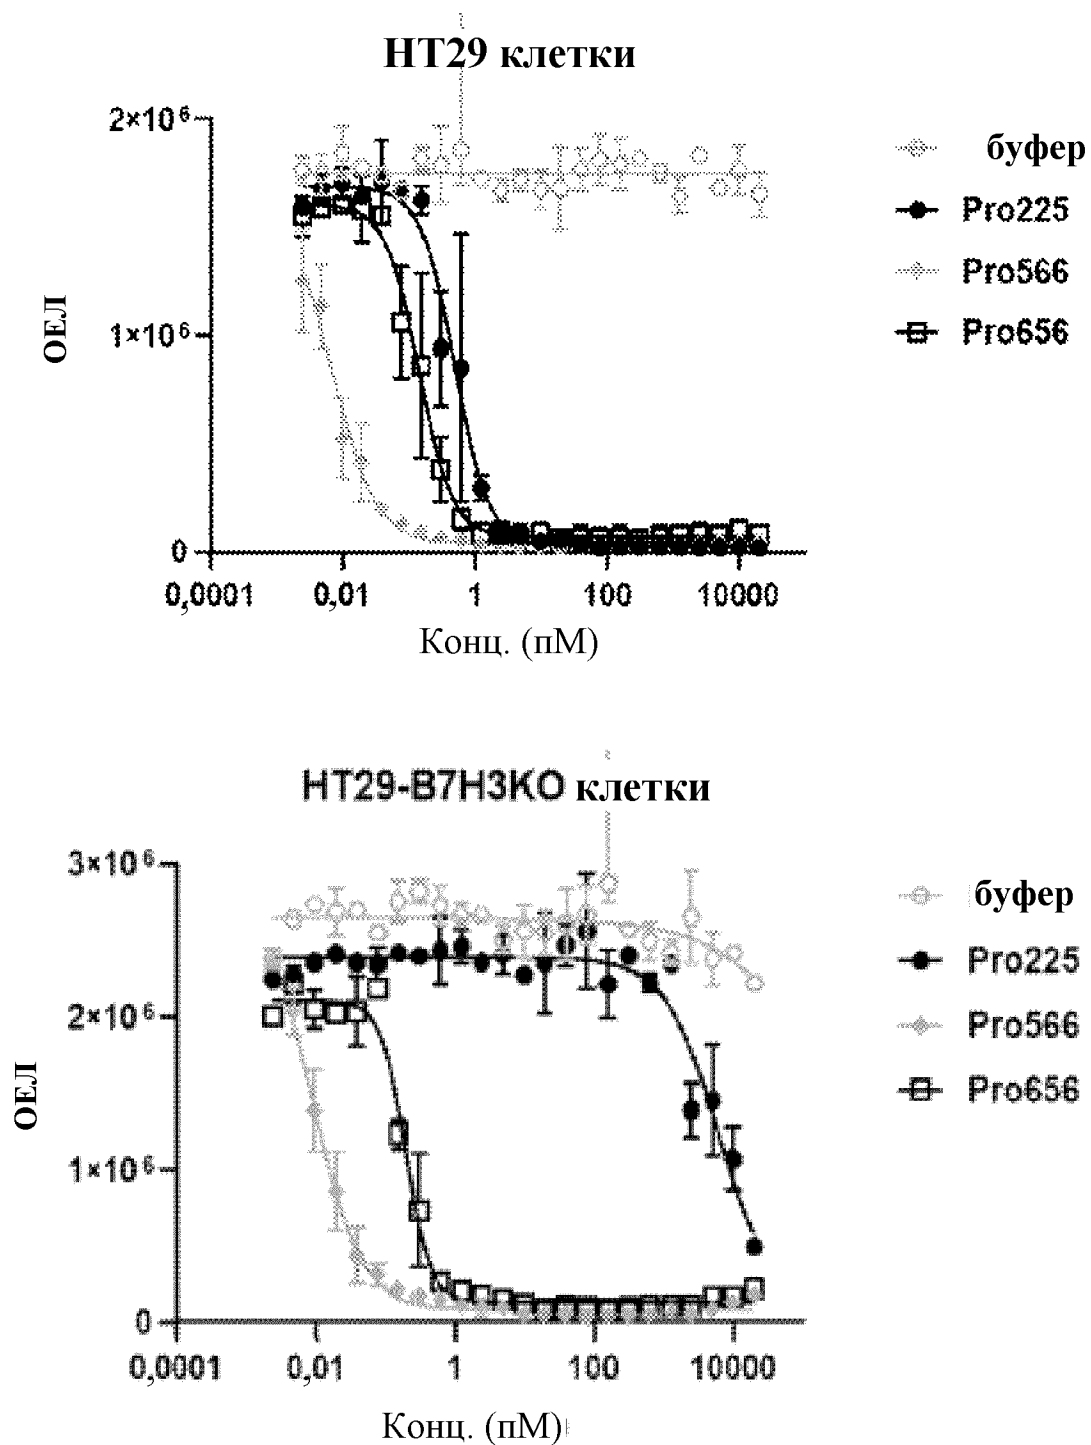 HT29 клетки
2×10⁶
1×10⁶
0
ОЕЛ
0,0001 0,01 1 100 10000
Конц. (пМ)
буфер
Pro225
Pro566
Pro656
HT29-B7H3KO клетки
3×10⁶
2×10⁶
1×10⁶
0
ОЕЛ
0,0001 0,01 1 100 10000
Конц. (пМ)
буфер
Pro225
Pro566
Pro656